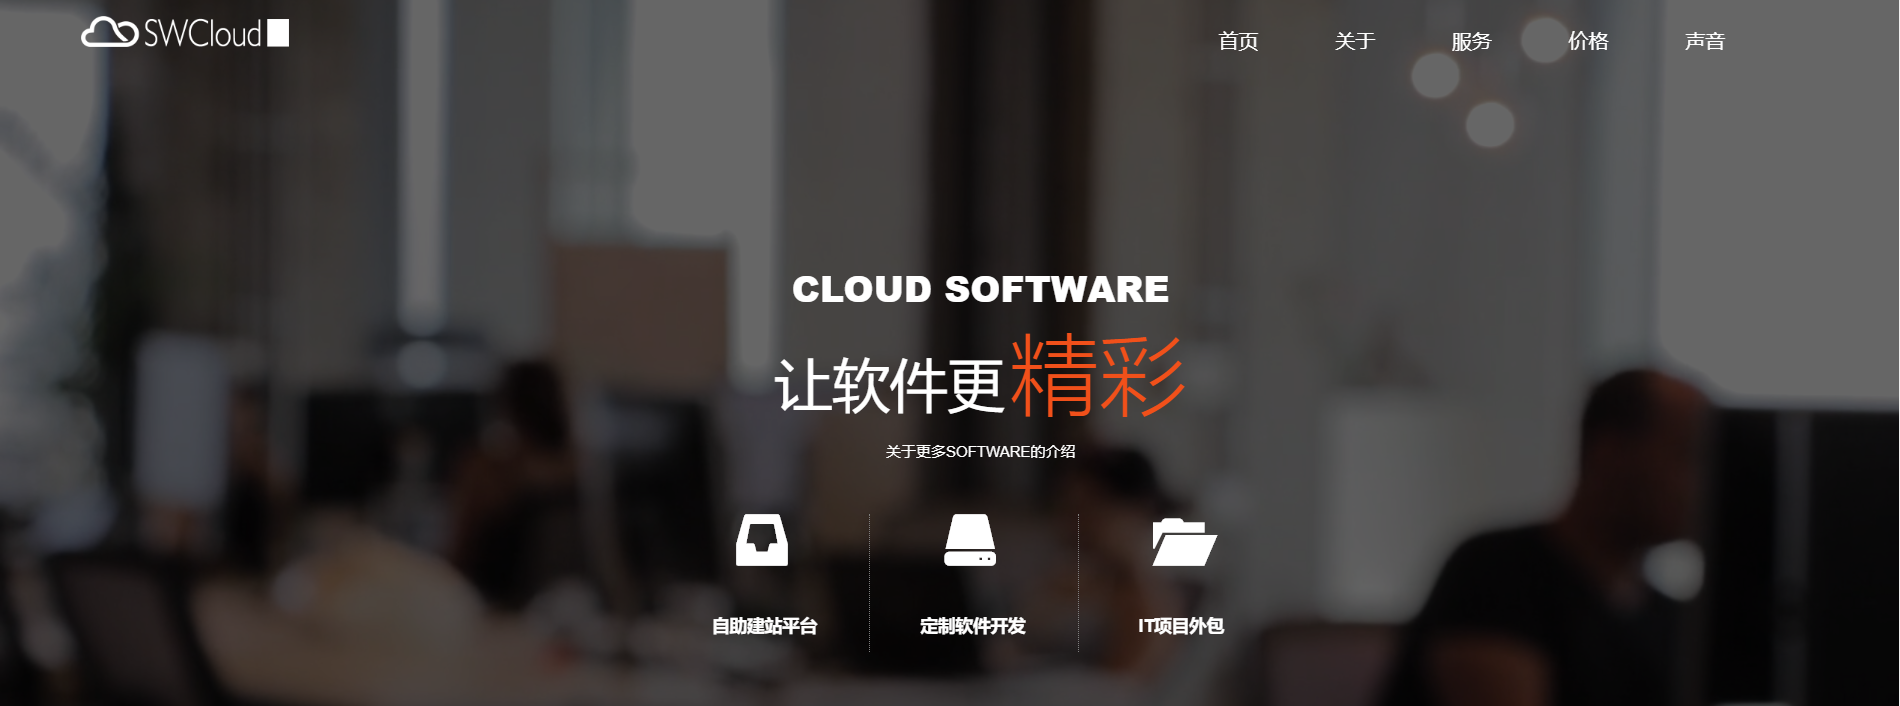 SWCloud
首页 关于 服务 价格 声音
CLOUD SOFTWARE
让软件更精彩
关于更多SOFTWARE的介绍
自助建站平台 定制软件开发 IT项目外包